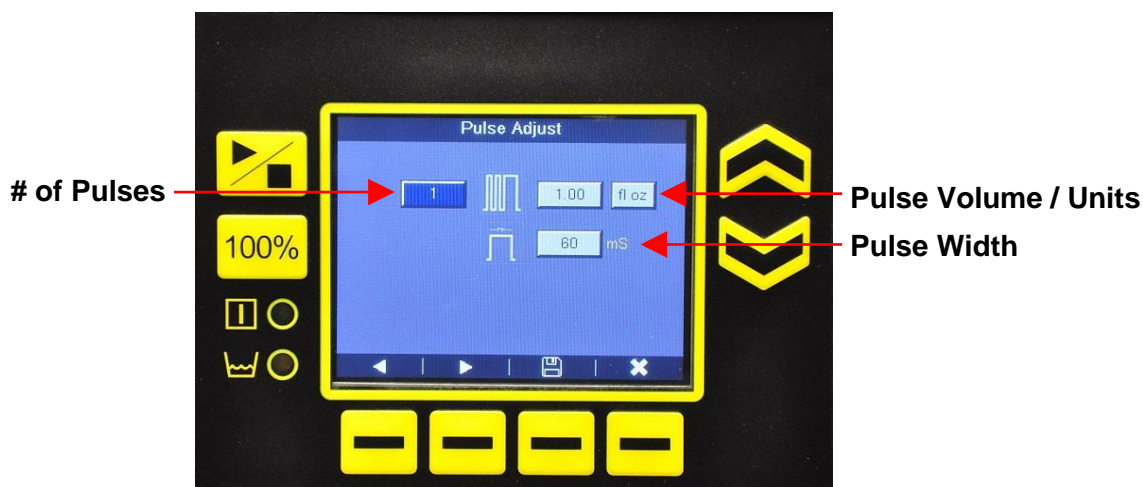 Pulse Adjust
# of Pulses
1
1.00
fl oz
Pulse Volume / Units
60
mS
Pulse Width
100%